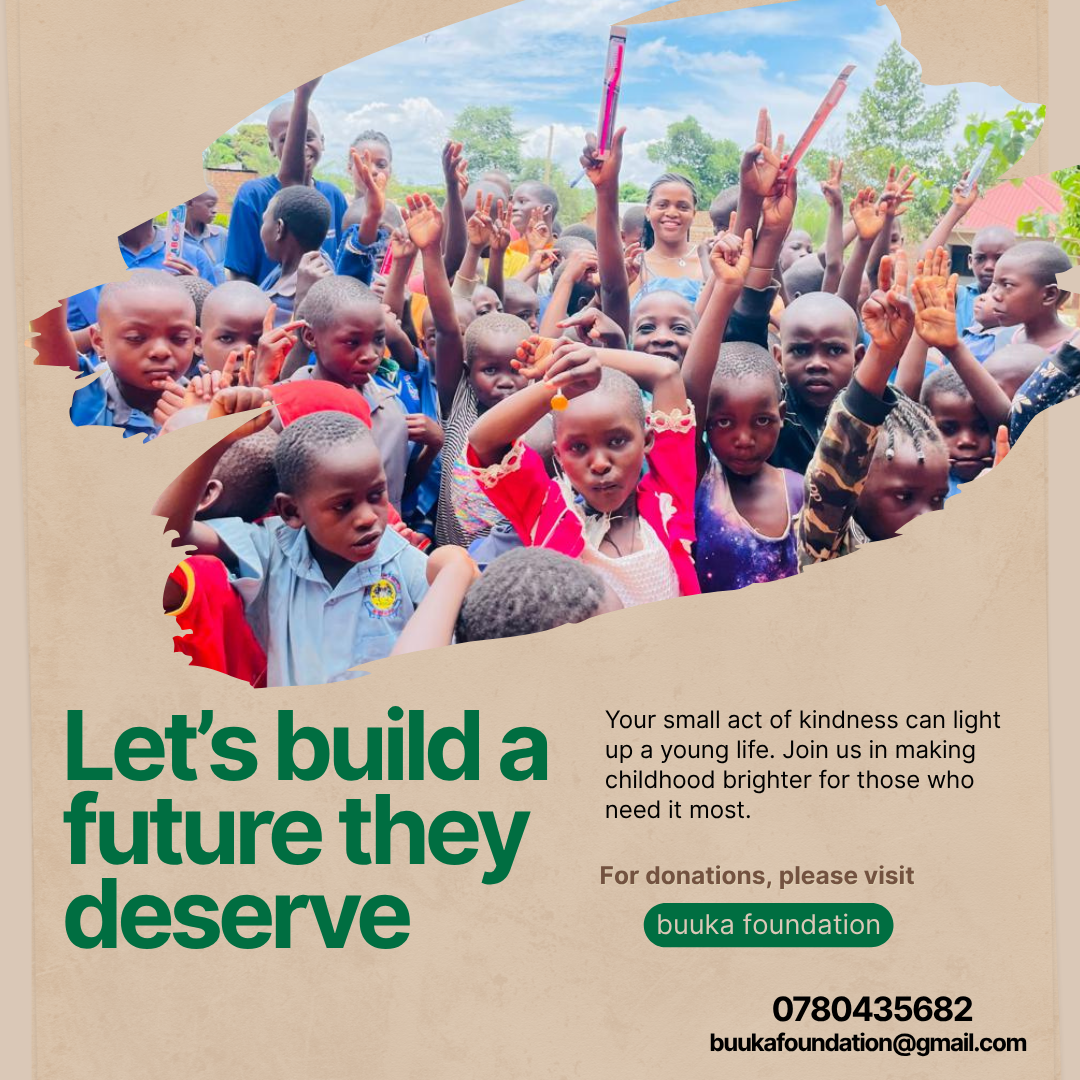 Let’s build a
future they
deserve
Your small act of kindness can light
up a young life. Join us in making
childhood brighter for those who
need it most.
For donations, please visit
buuka foundation
0780435682
buukafoundation@gmail.com